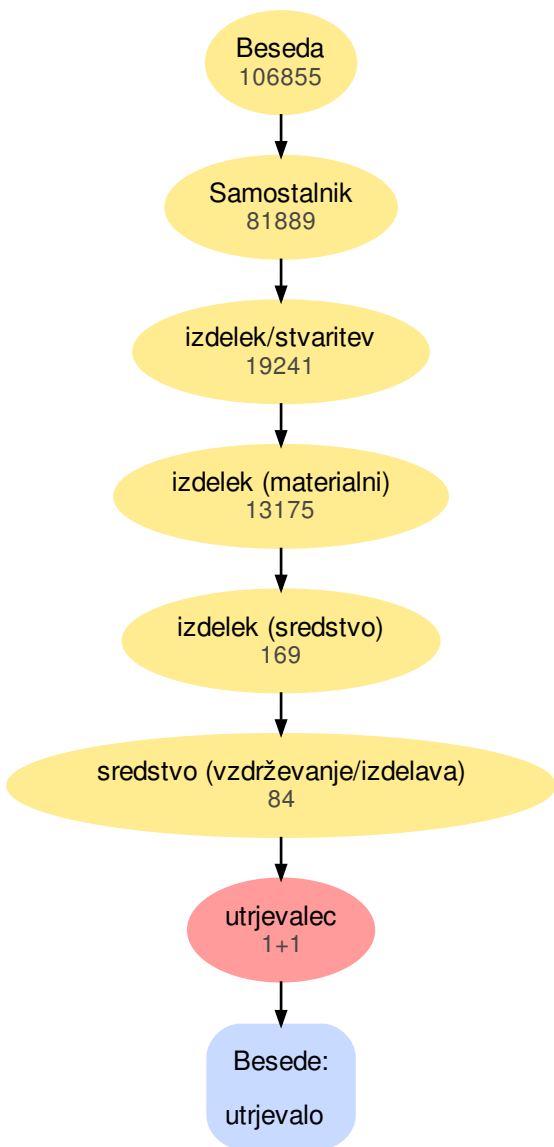 Beseda
106855
Samostalnik
81889
izdelek/stvaritev
19241
izdelek (materialni)
13175
izdelek (sredstvo)
169
sredstvo (vzdrževanje/izdelava)
84
utrjevalec
1+1
Besede:
utrjevalo